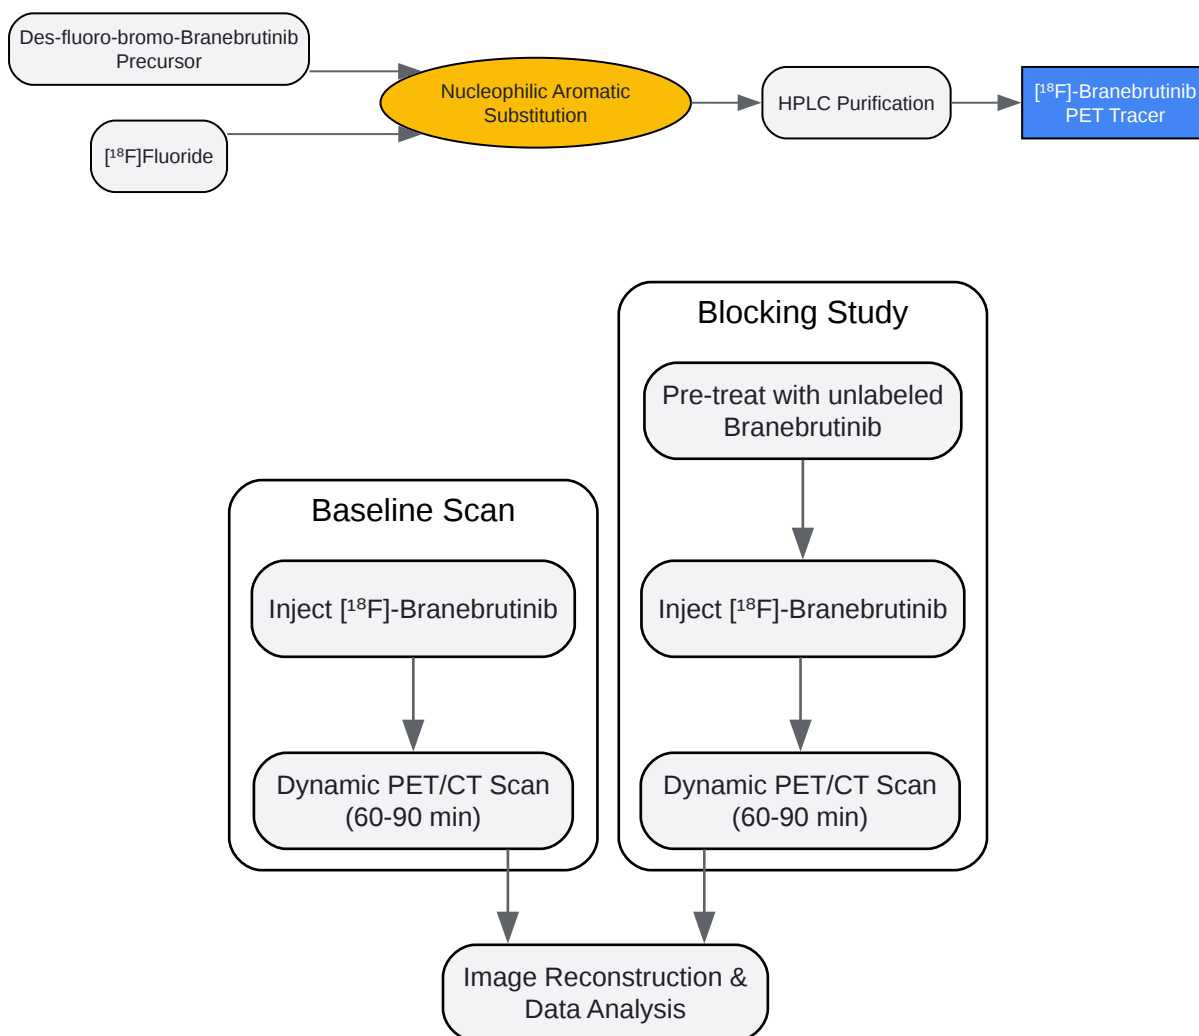 Des-fluoro-bromo-Branebrutinib
Precursor
[¹⁸F]Fluoride
Nucleophilic Aromatic
Substitution
HPLC Purification
[¹⁸F]-Branebrutinib
PET Tracer
Baseline Scan
Inject [¹⁸F]-Branebrutinib
Dynamic PET/CT Scan
(60-90 min)
Blocking Study
Pre-treat with unlabeled
Branebrutinib
Inject [¹⁸F]-Branebrutinib
Dynamic PET/CT Scan
(60-90 min)
Image Reconstruction &
Data Analysis